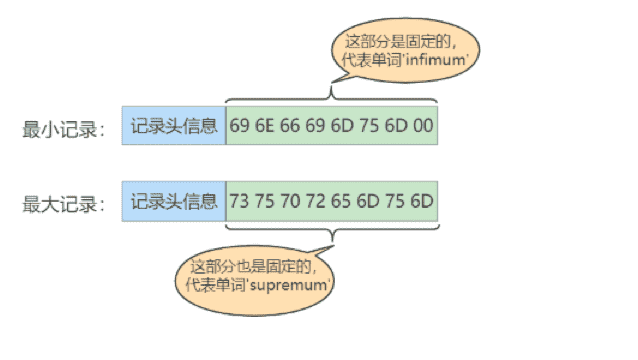 这部分是固定的，
代表单词'infimum'
最小记录：
记录头信息
69 6E 66 69 6D 75 6D 00
最大记录：
记录头信息
73 75 70 72 65 6D 75 6D
这部分也是固定的，
代表单词'supremum'